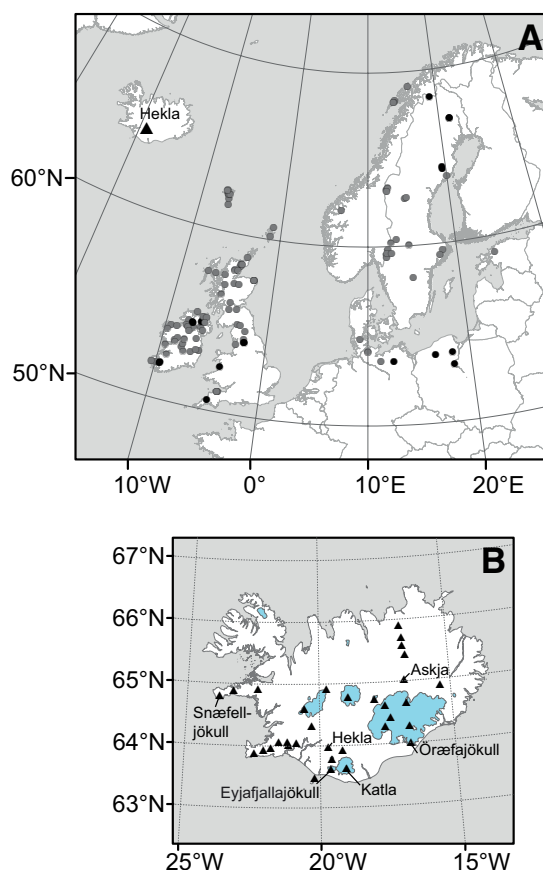 A
Hekla
60°N
50°N
10°W 0° 10°E 20°E
B
67°N
66°N
65°N
64°N
63°N
Askja
Snæfell-
jökull
Hekla
Öræfajökull
Eyjafjallajökull
Katla
25°W 20°W 15°W